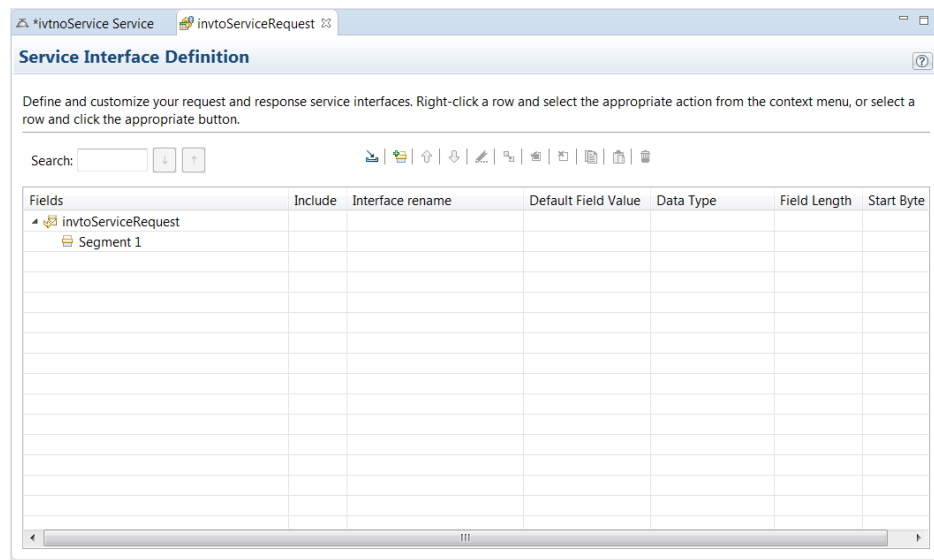 *ivtnoService Service
invtoServiceRequest
Service Interface Definition
Define and customize your request and response service interfaces. Right-click a row and select the appropriate action from the context menu, or select a
row and click the appropriate button.
Search:
Fields Include Interface rename Default Field Value Data Type Field Length Start Byte
invtoServiceRequest
Segment 1